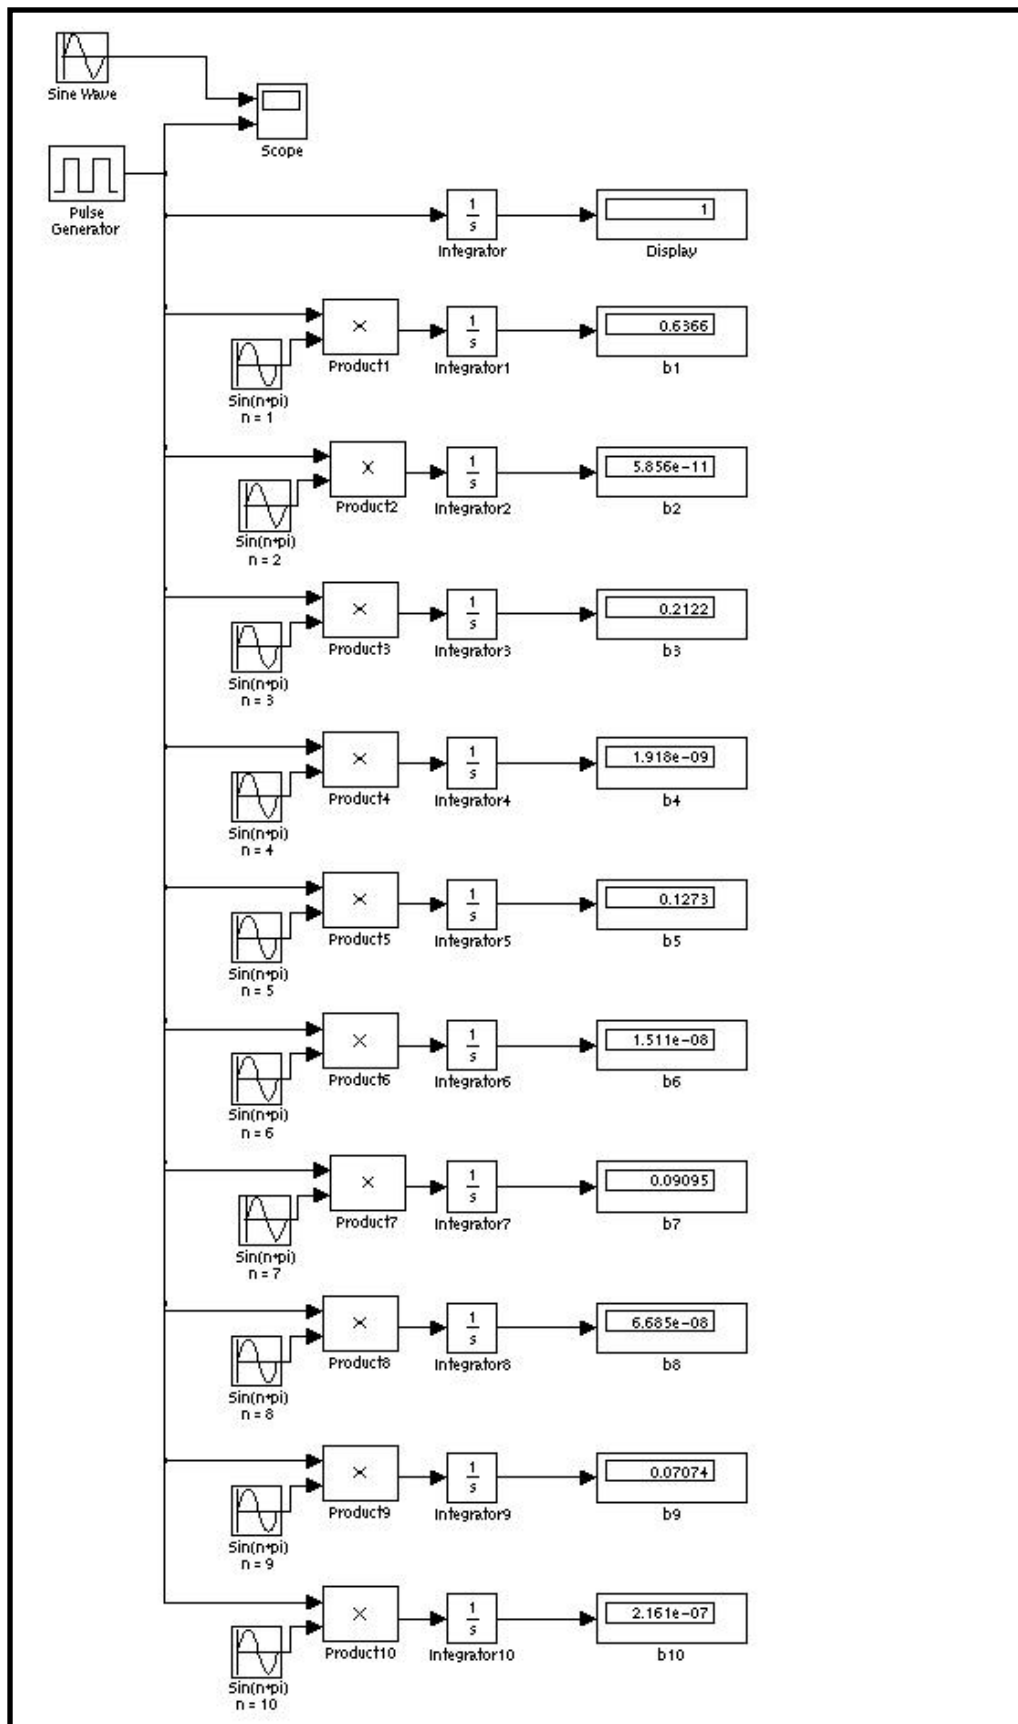 Sine Wave
Scope
Pulse
Generator
1
s
Integrator
1
Display
×
Product1
1
s
Integrator1
0.6366
b1
Sin(n*pi)
n = 1
×
Product2
1
s
Integrator2
5.856e-11
b2
Sin(n*pi)
n = 2
×
Product3
1
s
Integrator3
0.2122
b3
Sin(n*pi)
n = 3
×
Product4
1
s
Integrator4
1.918e-09
b4
Sin(n*pi)
n = 4
×
Product5
1
s
Integrator5
0.1273
b5
Sin(n*pi)
n = 5
×
Product6
1
s
Integrator6
1.511e-08
b6
Sin(n*pi)
n = 6
×
Product7
1
s
Integrator7
0.09095
b7
Sin(n*pi)
n = 7
×
Product8
1
s
Integrator8
6.685e-08
b8
Sin(n*pi)
n = 8
×
Product9
1
s
Integrator9
0.07074
b9
Sin(n*pi)
n = 9
×
Product10
1
s
Integrator10
2.161e-07
b10
Sin(n*pi)
n = 10